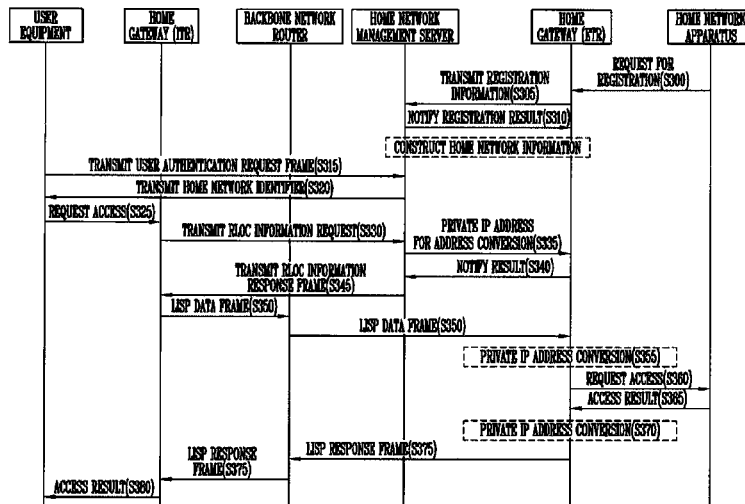 USER
EQUIPMENT
HOME
GATEWAY (ITR)
BACKBONE NETWORK
ROUTER
HOME NETWORK
MANAGEMENT SERVER
HOME
GATEWAY (ETR)
HOME NETWORK
APPARATUS
REQUEST FOR
REGISTRATION(S300)
TRANSMIT REGISTRATION
INFORMATION(S305)
NOTIFY REGISTRATION RESULT(S310)
CONSTRUCT HOME NETWORK INFORMATION
TRANSMIT USER AUTHENTICATION REQUEST FRAME(S315)
TRANSMIT HOME NETWORK IDENTIFIER(S320)
REQUEST ACCESS(S325)
TRANSMIT RLOC INFORMATION REQUEST(S330)
PRIVATE IP ADDRESS
FOR ADDRESS CONVERSION(S335)
NOTIFY RESULT(S340)
TRANSMIT RLOC INFORMATION
RESPONSE FRAME(S345)
LISP DATA FRAME(S350)
LISP DATA FRAME(S350)
PRIVATE IP ADDRESS CONVERSION(S355)
REQUEST ACCESS(S360)
ACCESS RESULT(S365)
PRIVATE IP ADDRESS CONVERSION(S370)
LISP RESPONSE FRAME(S375)
LISP RESPONSE
FRAME(S375)
ACCESS RESULT(S380)